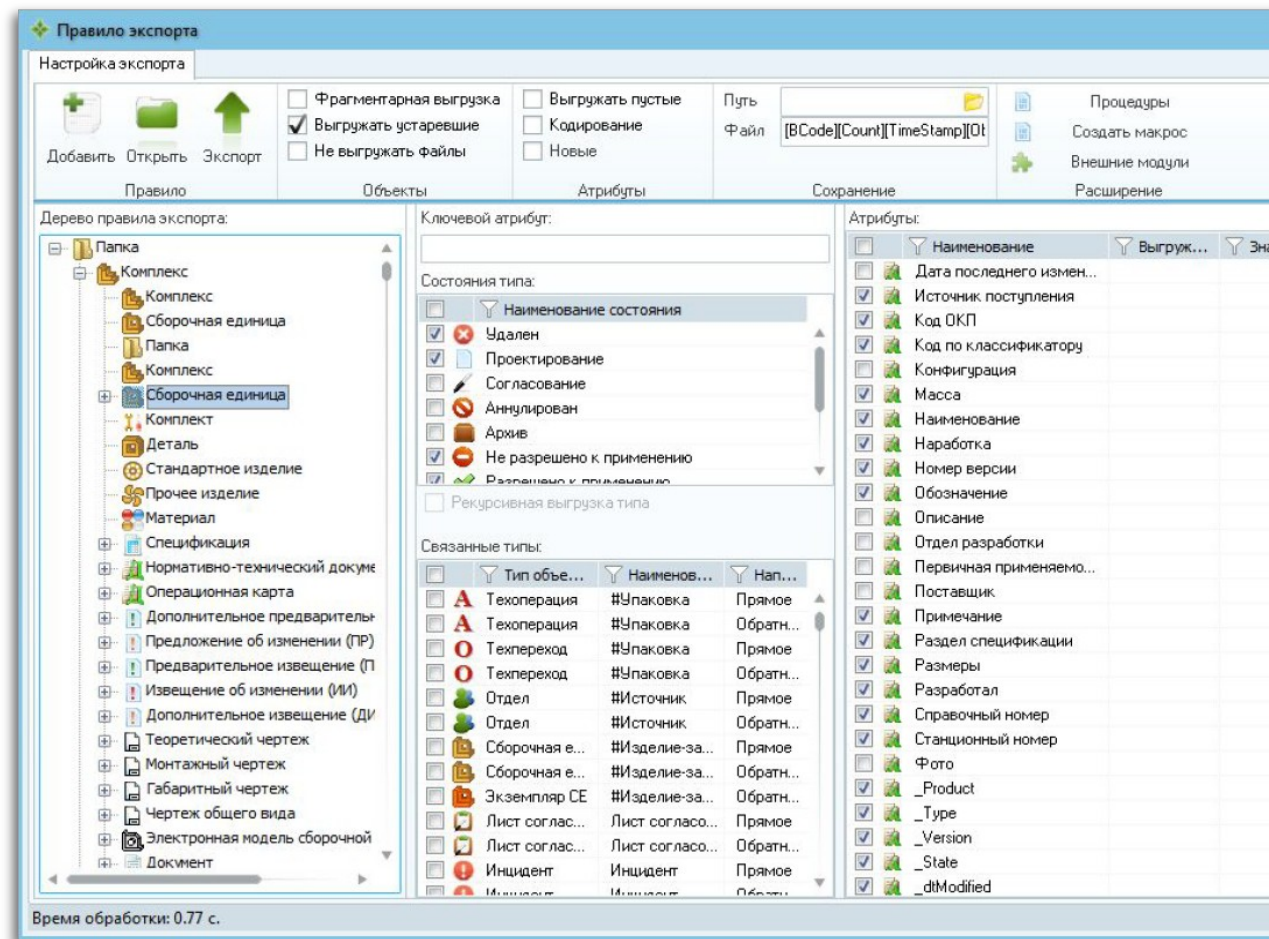 Правило экспорта
Настройка экспорта
Добавить Открыть Экспорт
Правило
Фрагментарная выгрузка
Выгружать устаревшие
Не выгружать файлы
Объекты
Выгружать пустые
Кодирование
Новые
Атрибуты
Путь
Файл [BCode][Count][TimeStamp][Ob
Сохранение
Процедуры
Создать макрос
Внешние модули
Расширение
Дерево правила экспорта:
Папка
Комплекс
Комплекс
Сборочная единица
Папка
Комплекс
Сборочная единица
Комплект
Деталь
Стандартное изделие
Прочее изделие
Материал
Спецификация
Нормативно-технический докуме
Операционная карта
Дополнительное предварительн
Предложение об изменении (ПР)
Предварительное извещение (П
Извещение об изменении (ИИ)
Дополнительное извещение (ДИ
Теоретический чертеж
Монтажный чертеж
Габаритный чертеж
Чертеж общего вида
Электронная модель сборочной
Документ
Ключевой атрибут:
Состояния типа:
Наименование состояния
Удален
Проектирование
Согласование
Аннулирован
Архив
Не разрешено к применению
Разрешено к применению
Рекурсивная выгрузка типа
Связанные типы:
Тип объе... Наименов... Нап...
Техоперация #Упаковка Прямое
Техоперация #Упаковка Обратн...
Техпереход #Упаковка Прямое
Техпереход #Упаковка Обратн...
Отдел #Источник Прямое
Отдел #Источник Обратн...
Сборочная е... #Изделие-за... Прямое
Сборочная е... #Изделие-за... Обратн...
Экземпляр СЕ #Изделие-за... Обратн...
Лист соглас... Лист согласо... Прямое
Лист соглас... Лист согласо... Обратн...
Инцидент Инцидент Прямое
Инцидент Инцидент Обратн...
Атрибуты:
Наименование Выгруж... Зна
Дата последнего измен...
Источник поступления
Код ОКП
Код по классификатору
Конфигурация
Масса
Наименование
Наработка
Номер версии
Обозначение
Описание
Отдел разработки
Первичная применяемо...
Поставщик
Примечание
Раздел спецификации
Размеры
Разработал
Справочный номер
Станционный номер
Фото
_Product
_Type
_Version
_State
_dtModified
Время обработки: 0.77 с.